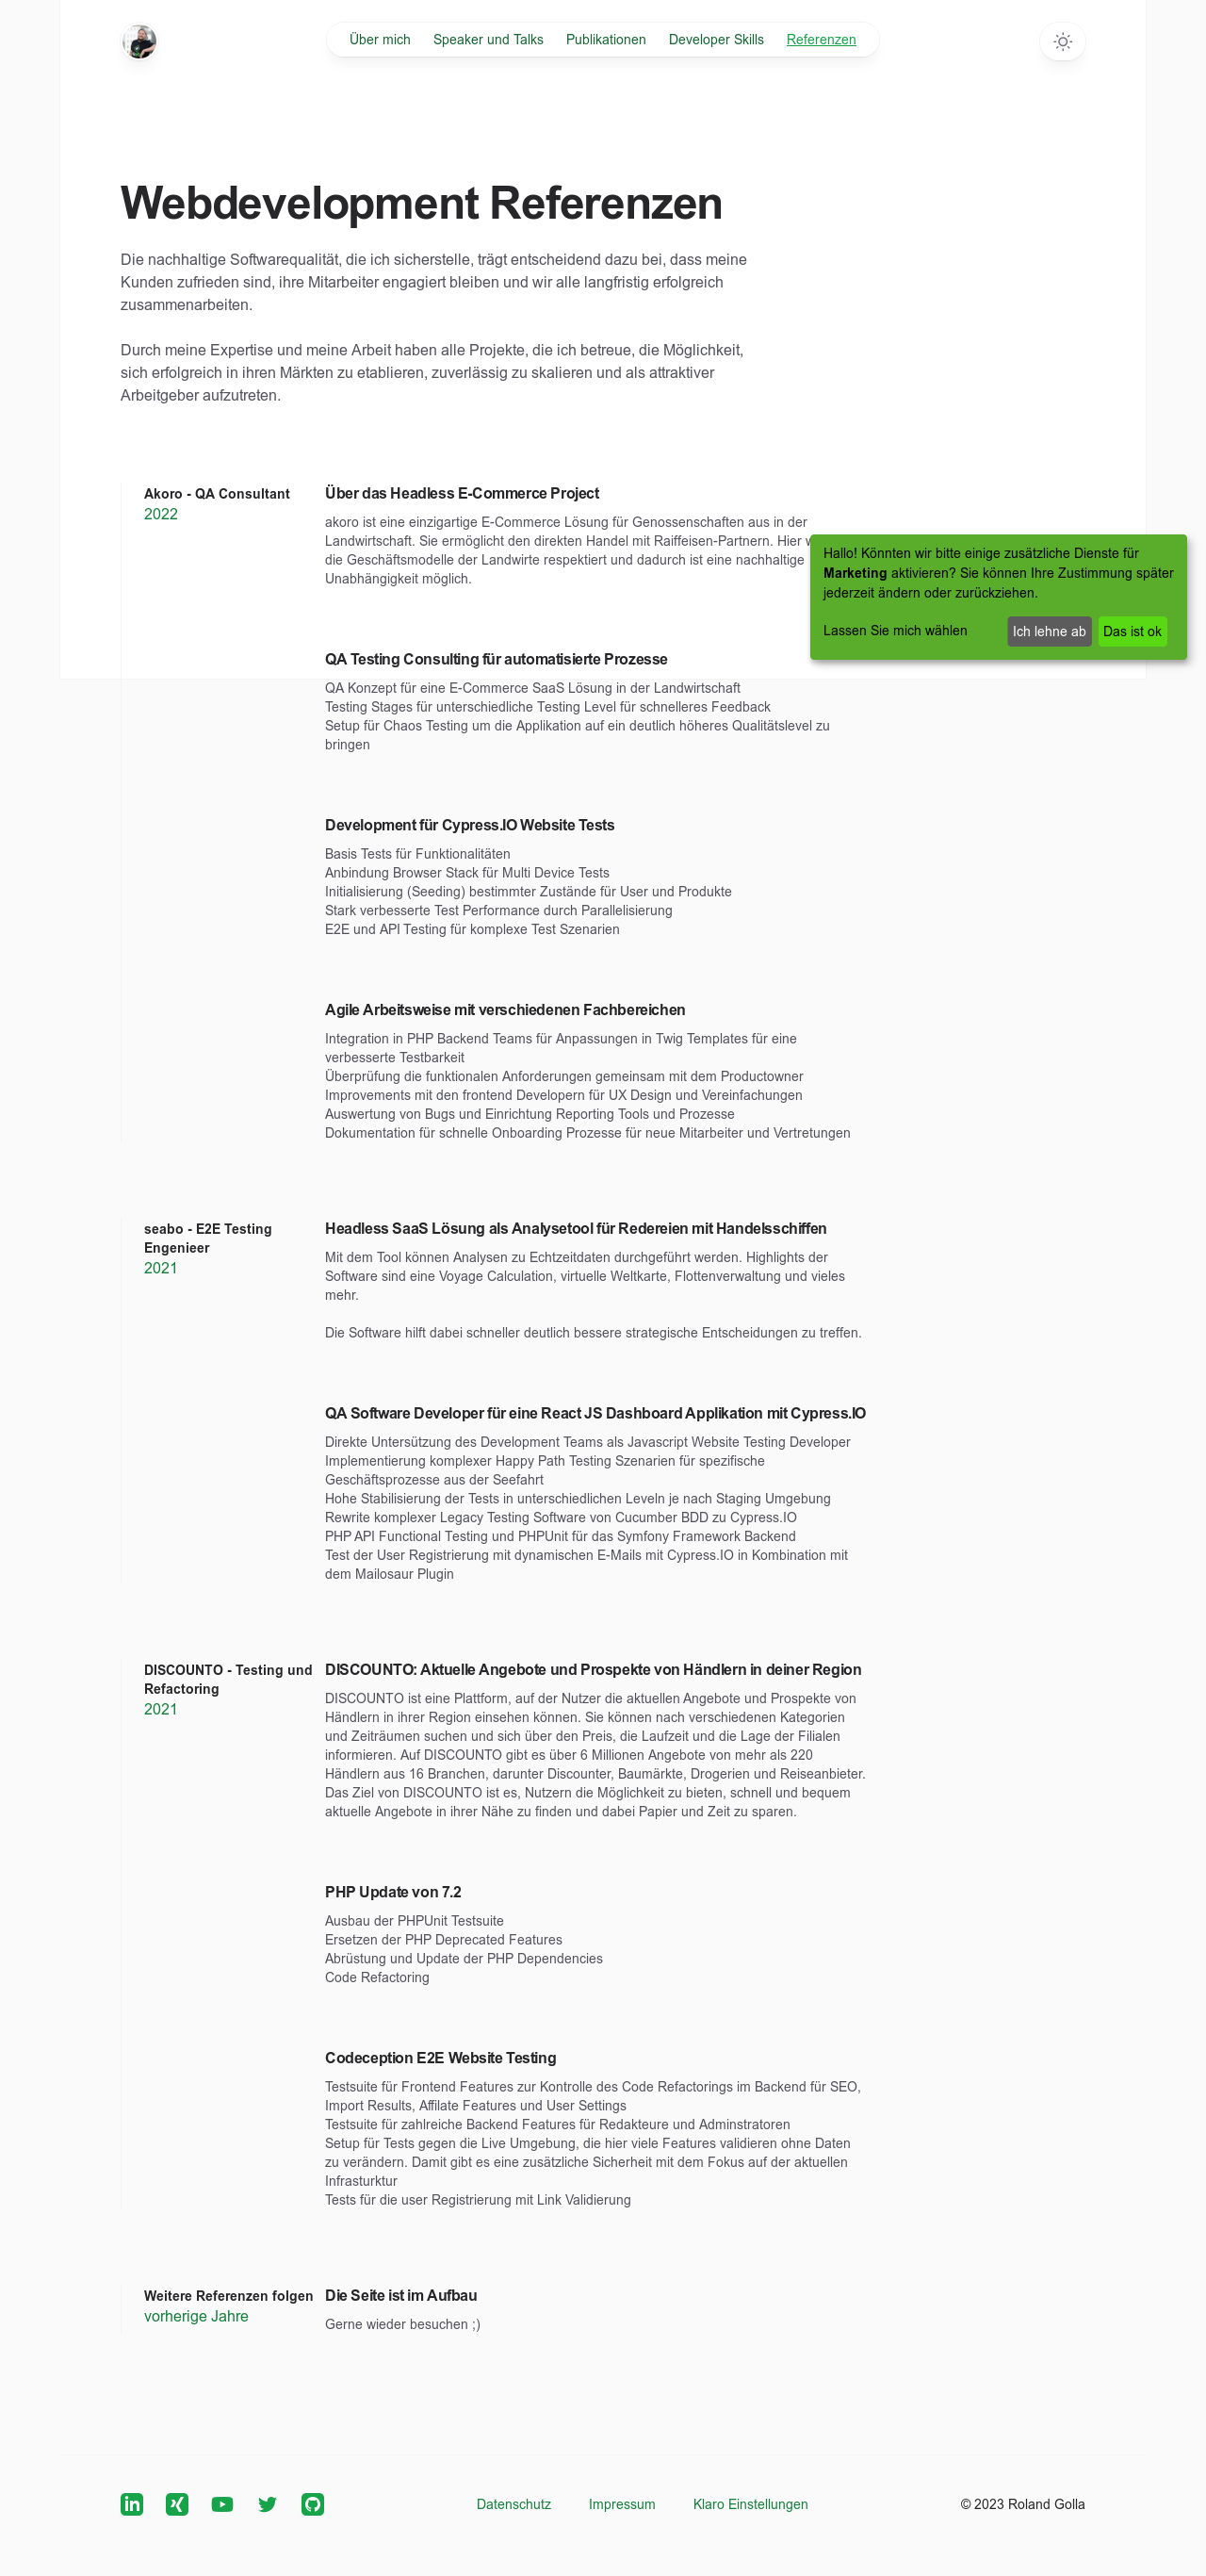 Über mich
Speaker und Talks
Publikationen
Developer Skills
Referenzen
Webdevelopment Referenzen
Die nachhaltige Softwarequalität, die ich sicherstelle, trägt entscheidend dazu bei, dass meine
Kunden zufrieden sind, ihre Mitarbeiter engagiert bleiben und wir alle langfristig erfolgreich
zusammenarbeiten.
Durch meine Expertise und meine Arbeit haben alle Projekte, die ich betreue, die Möglichkeit,
sich erfolgreich in ihren Märkten zu etablieren, zuverlässig zu skalieren und als attraktiver
Arbeitgeber aufzutreten.
Akoro - QA Consultant
2022
Über das Headless E-Commerce Project
akoro ist eine einzigartige E-Commerce Lösung für Genossenschaften aus in der
Landwirtschaft. Sie ermöglicht den direkten Handel mit Raiffeisen-Partnern. Hier
die Geschäftsmodelle der Landwirte respektiert und dadurch ist eine nachhaltige
Unabhängigkeit möglich.
Hallo! Könnten wir bitte einige zusätzliche Dienste für
Marketing aktivieren? Sie können Ihre Zustimmung später
jederzeit ändern oder zurückziehen.
Lassen Sie mich wählen
Ich lehne ab
Das ist ok
QA Testing Consulting für automatisierte Prozesse
QA Konzept für eine E-Commerce SaaS Lösung in der Landwirtschaft
Testing Stages für unterschiedliche Testing Level für schnelleres Feedback
Setup für Chaos Testing um die Applikation auf ein deutlich höheres Qualitätslevel zu
bringen
Development für Cypress.IO Website Tests
Basis Tests für Funktionalitäten
Anbindung Browser Stack für Multi Device Tests
Initialisierung (Seeding) bestimmter Zustände für User und Produkte
Stark verbesserte Test Performance durch Parallelisierung
E2E und API Testing für komplexe Test Szenarien
Agile Arbeitsweise mit verschiedenen Fachbereichen
Integration in PHP Backend Teams für Anpassungen in Twig Templates für eine
verbesserte Testbarkeit
Überprüfung die funktionalen Anforderungen gemeinsam mit dem Productowner
Improvements mit den frontend Developern für UX Design und Vereinfachungen
Auswertung von Bugs und Einrichtung Reporting Tools und Prozesse
Dokumentation für schnelle Onboarding Prozesse für neue Mitarbeiter und Vertretungen
seabo - E2E Testing
Engenieer
2021
Headless SaaS Lösung als Analysetool für Redereien mit Handelsschiffen
Mit dem Tool können Analysen zu Echtzeitdaten durchgeführt werden. Highlights der
Software sind eine Voyage Calculation, virtuelle Weltkarte, Flottenverwaltung und vieles
mehr.
Die Software hilft dabei schneller deutlich bessere strategische Entscheidungen zu treffen.
QA Software Developer für eine React JS Dashboard Applikation mit Cypress.IO
Direkte Untersützung des Development Teams als Javascript Website Testing Developer
Implementierung komplexer Happy Path Testing Szenarien für spezifische
Geschäftsprozesse aus der Seefahrt
Hohe Stabilisierung der Tests in unterschiedlichen Leveln je nach Staging Umgebung
Rewrite komplexer Legacy Testing Software von Cucumber BDD zu Cypress.IO
PHP API Functional Testing und PHPUnit für das Symfony Framework Backend
Test der User Registrierung mit dynamischen E-Mails mit Cypress.IO in Kombination mit
dem Mailosaur Plugin
DISCOUNTO - Testing und
Refactoring
2021
DISCOUNTO: Aktuelle Angebote und Prospekte von Händlern in deiner Region
DISCOUNTO ist eine Plattform, auf der Nutzer die aktuellen Angebote und Prospekte von
Händlern in ihrer Region einsehen können. Sie können nach verschiedenen Kategorien
und Zeiträumen suchen und sich über den Preis, die Laufzeit und die Lage der Filialen
informieren. Auf DISCOUNTO gibt es über 6 Millionen Angebote von mehr als 220
Händlern aus 16 Branchen, darunter Discounter, Baumärkte, Drogerien und Reiseanbieter.
Das Ziel von DISCOUNTO ist es, Nutzern die Möglichkeit zu bieten, schnell und bequem
aktuelle Angebote in ihrer Nähe zu finden und dabei Papier und Zeit zu sparen.
PHP Update von 7.2
Ausbau der PHPUnit Testsuite
Ersetzen der PHP Deprecated Features
Abrüstung und Update der PHP Dependencies
Code Refactoring
Codeception E2E Website Testing
Testsuite für Frontend Features zur Kontrolle des Code Refactorings im Backend für SEO,
Import Results, Affilate Features und User Settings
Testsuite für zahlreiche Backend Features für Redakteure und Adminstratoren
Setup für Tests gegen die Live Umgebung, die hier viele Features validieren ohne Daten
zu verändern. Damit gibt es eine zusätzliche Sicherheit mit dem Fokus auf der aktuellen
Infrasturktur
Tests für die user Registrierung mit Link Validierung
Weitere Referenzen folgen
vorherige Jahre
Die Seite ist im Aufbau
Gerne wieder besuchen ;)
Datenschutz
Impressum
Klaro Einstellungen
© 2023 Roland Golla